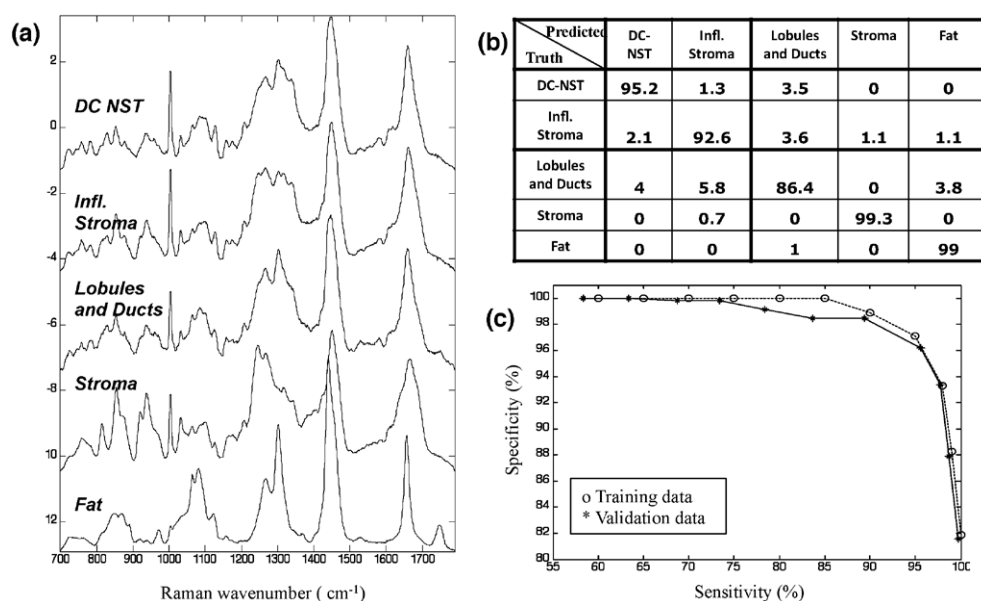 (a)
2
0
-2
-4
-6
-8
10
12
DC NST
Infl.
Stroma
Lobules
and Ducts
Stroma
Fat
700 800 900 1000 1100 1200 1300 1400 1500 1600 1700
Raman wavenumber ( cm-1)
(b)
Predicted
Truth
DC-
NST
Infl.
Stroma
Lobules
and Ducts
Stroma
Fat
DC-NST 95.2 1.3 3.5 0 0
Infl.
Stroma 2.1 92.6 3.6 1.1 1.1
Lobules
and Ducts 4 5.8 86.4 0 3.8
Stroma 0 0.7 0 99.3 0
Fat 0 0 1 0 99
(c)
100
98
96
94
92
90
88
86
84
82
80
Specificity (%)
o Training data
* Validation data
55 60 65 70 75 80 85 90 95 100
Sensitivity (%)